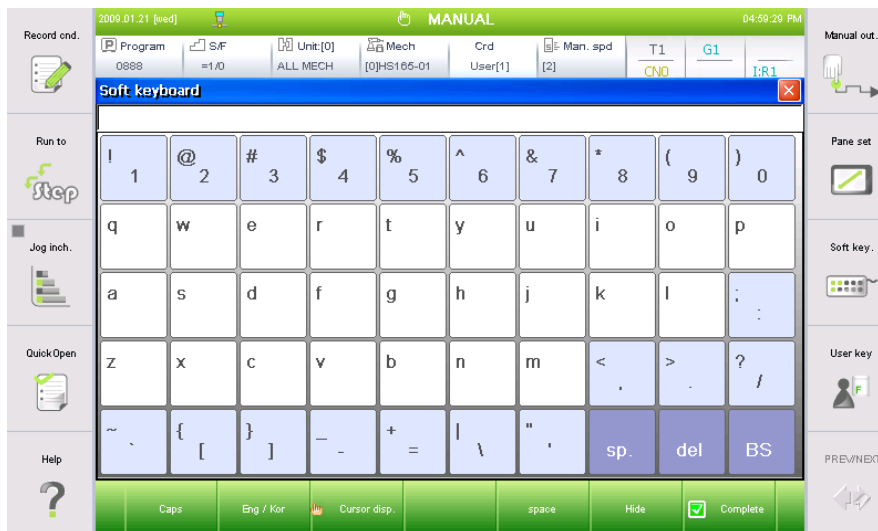 2009.01.21 [wed] MANUAL 04:59:29 PM
Record cnd.
Run to
Step
Jog inch.
Quick Open
Help
P Program S/F Unit:[0] Mech Crd Man. spd T1 G1
0888 =1/0 ALL MECH [0]HS165-01 User[1] [2] CN0 I:R1
Soft keyboard
! 1 @ 2 # 3 $ 4 % 5 ^ 6 & 7 * 8 ( 9 ) 0
q w e r t y u i o p
a s d f g h j k l ; :
z x c v b n m < , > . ? /
~ ` { [ } ] _ - + = | \ " ' sp. del BS
Caps Eng / Kor Cursor disp. space Hide Complete
Manual out.
Pane set
Soft key.
User key
F
PREV/NEXT